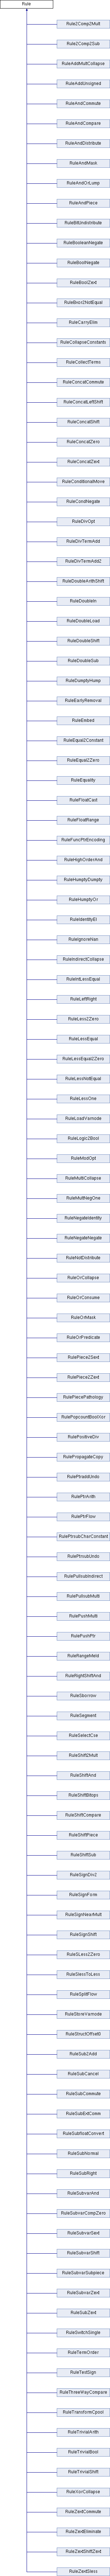 Rule
Rule2Comp2Mult
Rule2Comp2Sub
RuleAddMultCollapse
RuleAddUnsigned
RuleAndCommute
RuleAndCompare
RuleAndDistribute
RuleAndMask
RuleAndOrLump
RuleAndPiece
RuleBitUndistribute
RuleBooleanNegate
RuleBoolNegate
RuleBoolZext
RuleBxor2NotEqual
RuleCarryElim
RuleCollapseConstants
RuleCollectTerms
RuleConcatCommute
RuleConcatLeftShift
RuleConcatShift
RuleConcatZero
RuleConcatZext
RuleConditionalMove
RuleCondNegate
RuleDivOpt
RuleDivTermAdd
RuleDivTermAdd2
RuleDoubleArithShift
RuleDoubleIn
RuleDoubleLoad
RuleDoubleShift
RuleDoubleSub
RuleDumptyHump
RuleEarlyRemoval
RuleEmbed
RuleEqual2Constant
RuleEqual2Zero
RuleEquality
RuleFloatCast
RuleFloatRange
RuleFuncPtrEncoding
RuleHighOrderAnd
RuleHumptyDumpty
RuleHumptyOr
RuleIdentityEl
RuleIgnoreNan
RuleIndirectCollapse
RuleIntLessEqual
RuleLeftRight
RuleLess2Zero
RuleLessEqual
RuleLessEqual2Zero
RuleLessNotEqual
RuleLessOne
RuleLoadVarnode
RuleLogic2Bool
RuleModOpt
RuleMultiCollapse
RuleMultNegOne
RuleNegateIdentity
RuleNegateNegate
RuleNotDistribute
RuleOrCollapse
RuleOrConsume
RuleOrMask
RuleOrPredicate
RulePiece2Sext
RulePiece2Zext
RulePiecePathology
RulePopcountBoolXor
RulePositiveDiv
RulePropagateCopy
RulePtraddUndo
RulePtrArith
RulePtrFlow
RulePtrsubCharConstant
RulePtrsubUndo
RulePullsubIndirect
RulePullsubMulti
RulePushMulti
RulePushPtr
RuleRangeMeld
RuleRightShiftAnd
RuleSborrow
RuleSegment
RuleSelectCse
RuleShift2Mult
RuleShiftAnd
RuleShiftBitops
RuleShiftCompare
RuleShiftPiece
RuleShiftSub
RuleSignDiv2
RuleSignForm
RuleSignNearMult
RuleSignShift
RuleSLess2Zero
RuleSlessToLess
RuleSplitFlow
RuleStoreVarnode
RuleStructOffset0
RuleSub2Add
RuleSubCancel
RuleSubCommute
RuleSubExtComm
RuleSubfloatConvert
RuleSubNormal
RuleSubRight
RuleSubvarAnd
RuleSubvarCompZero
RuleSubvarSext
RuleSubvarShift
RuleSubvarSubpiece
RuleSubvarZext
RuleSubZext
RuleSwitchSingle
RuleTermOrder
RuleTestSign
RuleThreeWayCompare
RuleTransformCpool
RuleTrivialArith
RuleTrivialBool
RuleTrivialShift
RuleXorCollapse
RuleZextCommute
RuleZextEliminate
RuleZextShiftZext
RuleZextSless